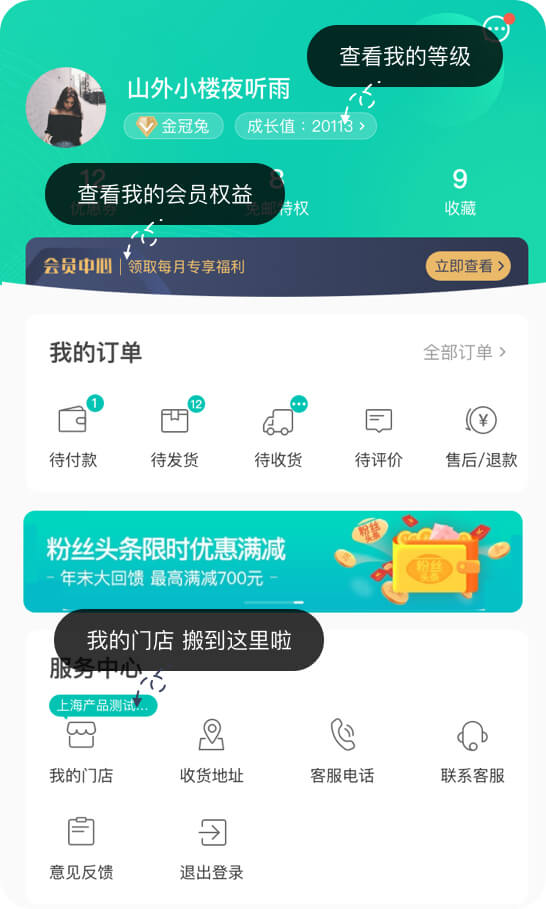 查看我的等级
山外小楼夜听雨
金冠兔
成长值：20113
12
8
9
优惠券
免邮特权
收藏
查看我的会员权益
会员中心
领取每月专享福利
立即查看
我的订单
全部订单
1
12
待付款
待发货
待收货
待评价
售后/退款
粉丝头条限时优惠满减
- 年末大回馈 最高满减700元 -
粉丝
粉丝
头条
我的门店 搬到这里啦
服务中心
上海产品测试...
我的门店
收货地址
客服电话
联系客服
意见反馈
退出登录